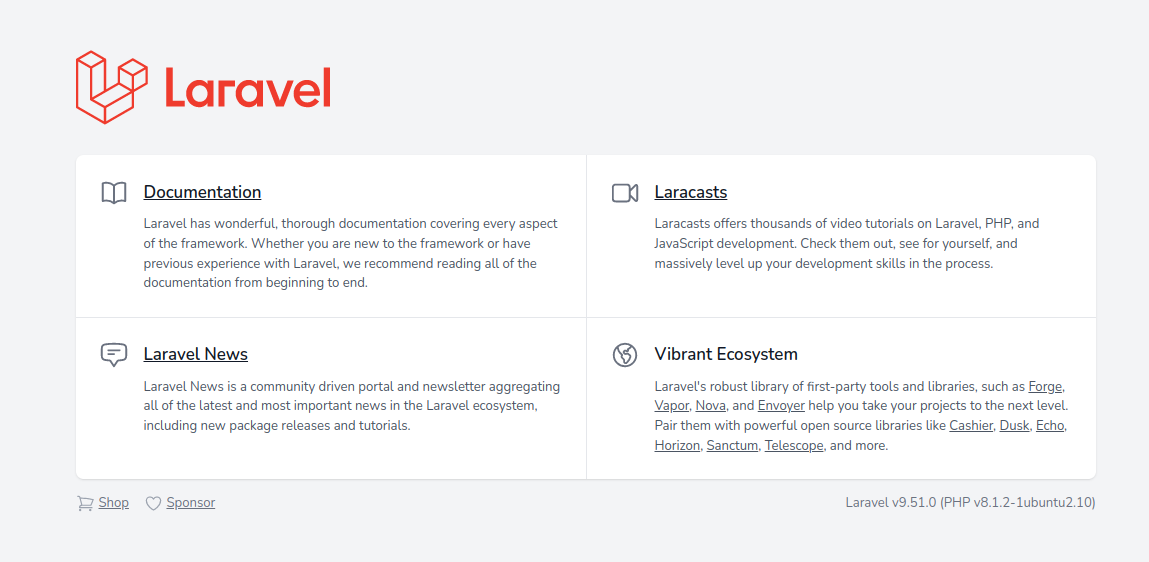 Laravel
Documentation
Laravel has wonderful, thorough documentation covering every aspect
of the framework. Whether you are new to the framework or have
previous experience with Laravel, we recommend reading all of the
documentation from beginning to end.
Laracasts
Laracasts offers thousands of video tutorials on Laravel, PHP, and
JavaScript development. Check them out, see for yourself, and
massively level up your development skills in the process.
Laravel News
Laravel News is a community driven portal and newsletter aggregating
all of the latest and most important news in the Laravel ecosystem,
including new package releases and tutorials.
Vibrant Ecosystem
Laravel's robust library of first-party tools and libraries, such as Forge,
Vapor, Nova, and Envoyer help you take your projects to the next level.
Pair them with powerful open source libraries like Cashier, Dusk, Echo,
Horizon, Sanctum, Telescope, and more.
Shop Sponsor
Laravel v9.51.0 (PHP v8.1.2-1ubuntu2.10)